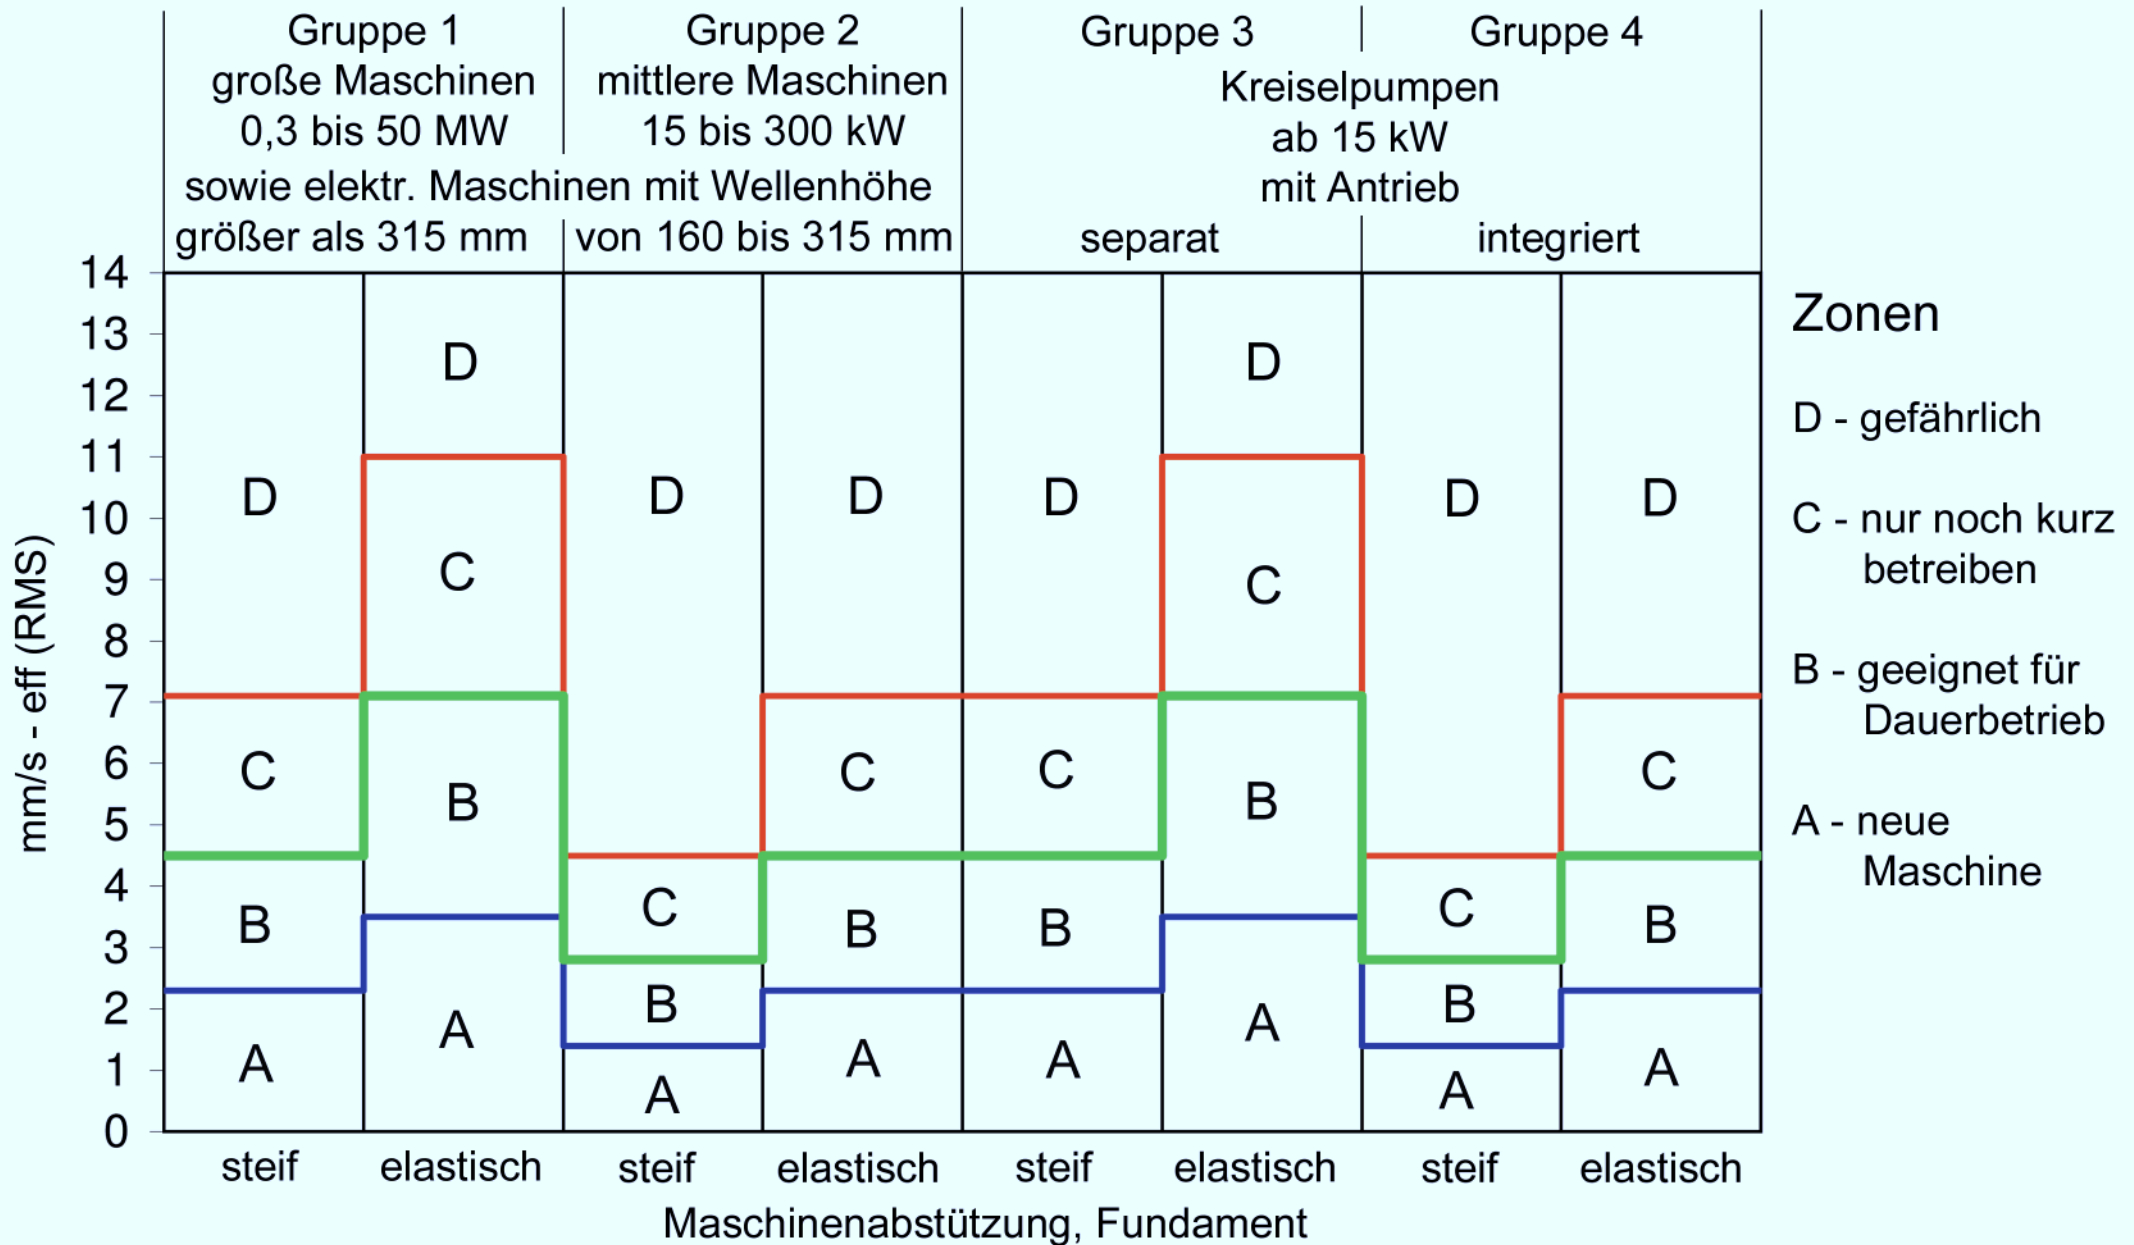 Gruppe 1
große Maschinen
0,3 bis 50 MW
Gruppe 2
mittlere Maschinen
15 bis 300 kW
sowie elektr. Maschinen mit Wellenhöhe
größer als 315 mm
von 160 bis 315 mm
Gruppe 3
Gruppe 4
Kreiselpumpen
ab 15 kW
mit Antrieb
separat
integriert
mm/s - eff (RMS)
14
13
12
11
10
9
8
7
6
5
4
3
2
1
0
D
C
B
A
D
C
B
A
D
C
B
A
D
C
B
A
D
C
B
A
D
C
B
A
D
C
B
A
D
C
B
A
steif
elastisch
steif
elastisch
steif
elastisch
steif
elastisch
Maschinenabstützung, Fundament
Zonen
D - gefährlich
C - nur noch kurz
betreiben
B - geeignet für
Dauerbetrieb
A - neue
Maschine